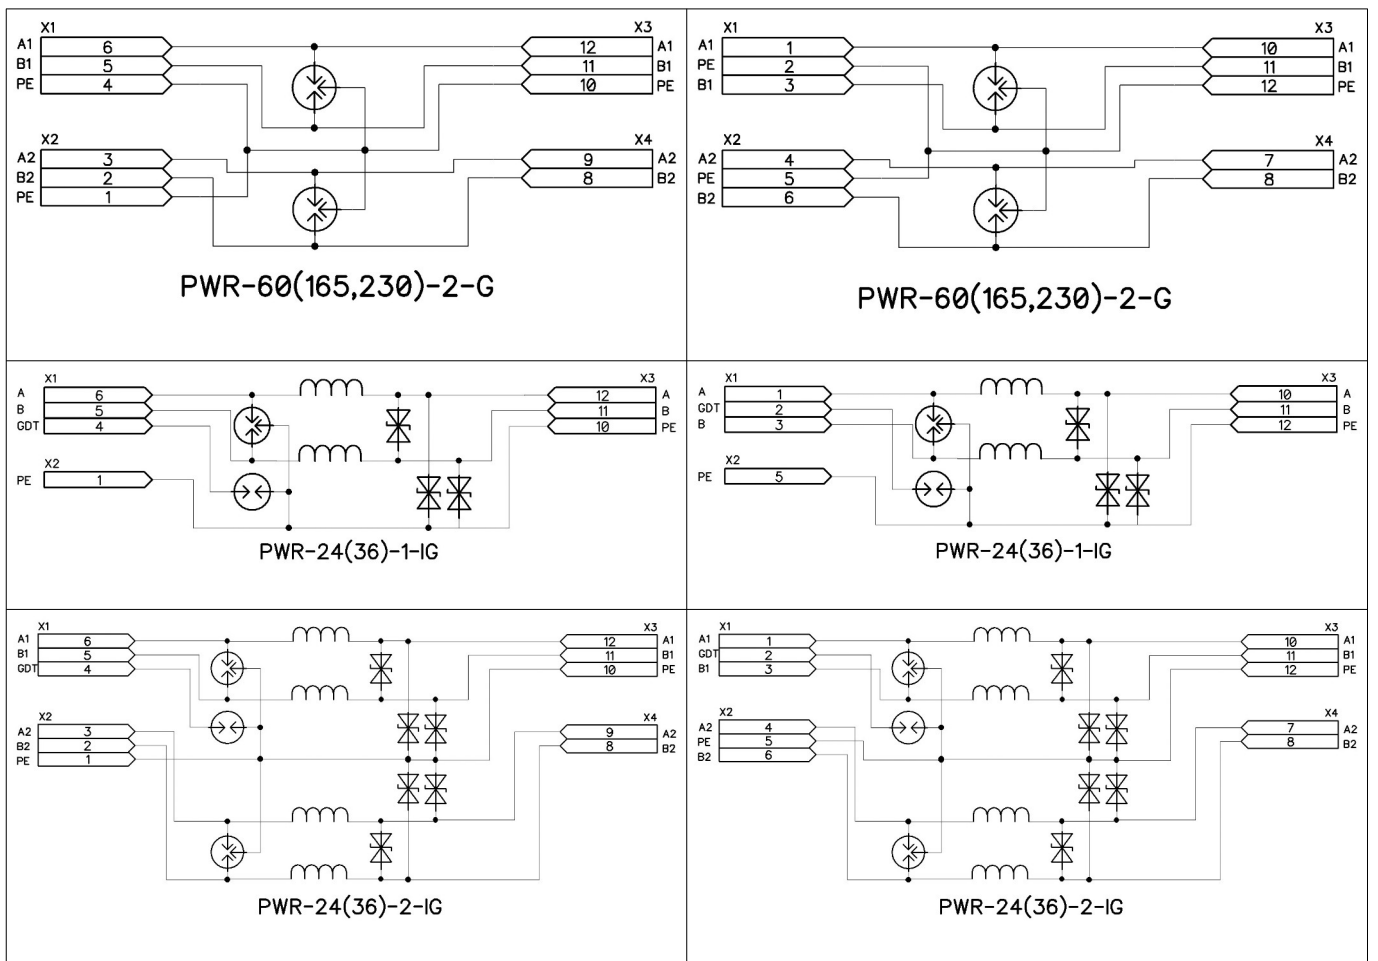 X1 X3
A1 6 12 A1
B1 5 11 B1
PE 4 10 PE
X2 X4
A2 3 9 A2
B2 2 8 B2
PE 1
PWR-60(165,230)-2-G
X1 X3
A1 1 10 A1
PE 2 11 B1
B1 3 12 PE
X2 X4
A2 4 7 A2
PE 5 8 B2
B2 6
PWR-60(165,230)-2-G
X1 X3
A 6 12 A
B 5 11 B
GDT 4 10 PE
X2
PE 1
PWR-24(36)-1-IG
X1 X3
A 1 10 A
GDT 2 11 B
B 3 12 PE
X2
PE 5
PWR-24(36)-1-IG
X1 X3
A1 6 12 A1
B1 5 11 B1
GDT 4 10 PE
X2 X4
A2 3 9 A2
B2 2 8 B2
PE 1
PWR-24(36)-2-IG
X1 X3
A1 1 10 A1
GDT 2 11 B1
B1 3 12 PE
X2 X4
A2 4 7 A2
PE 5 8 B2
B2 6
PWR-24(36)-2-IG